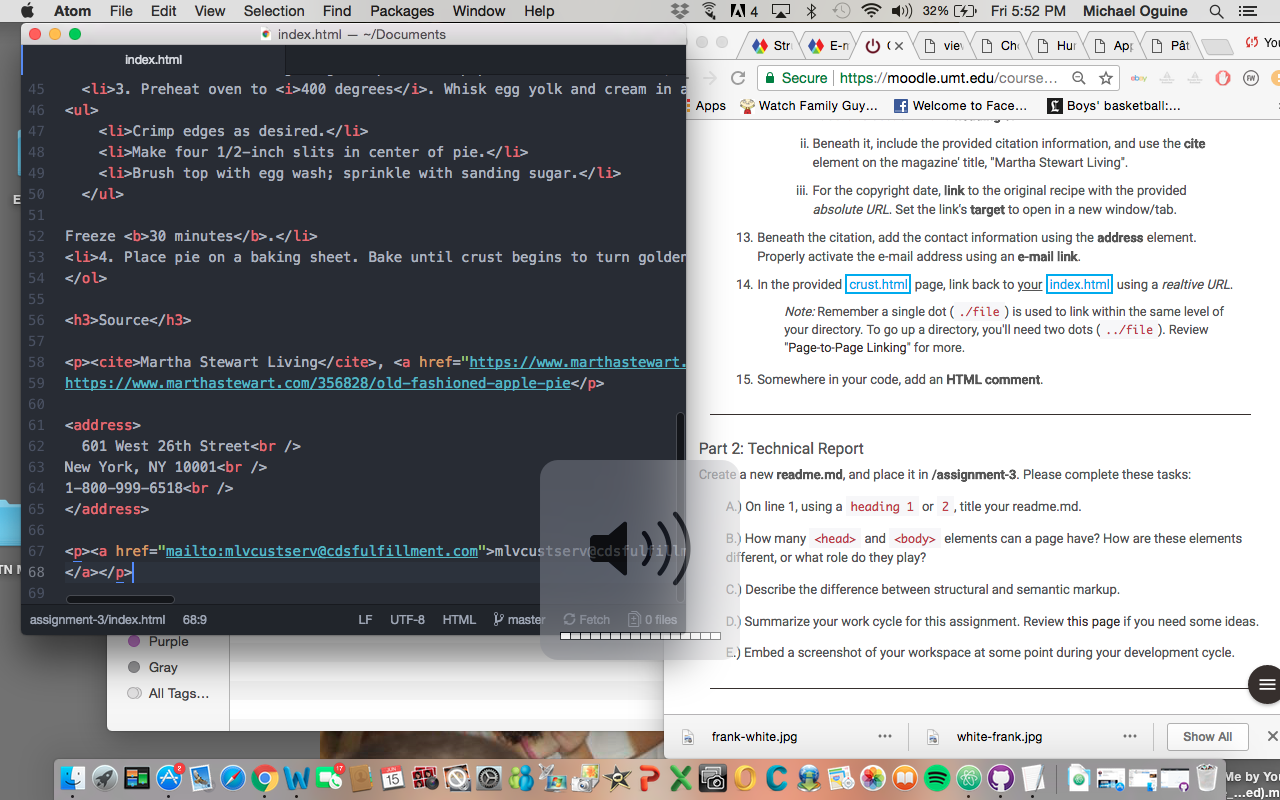 Atom File Edit View Selection Find Packages Window Help 4 32% Fri 5:52 PM Michael Oguine
index.html — ~/Documents
index.html
45 <li>3. Preheat oven to <i>400 degrees</i>. Whisk egg yolk and cream in a
46 <ul>
47 <li>Crimp edges as desired.</li>
48 <li>Make four 1/2-inch slits in center of pie.</li>
49 <li>Brush top with egg wash; sprinkle with sanding sugar.</li>
50 </ul>
51
52 Freeze <b>30 minutes</b>.</li>
53 <li>4. Place pie on a baking sheet. Bake until crust begins to turn golden
54 </ol>
55
56 <h3>Source</h3>
57
58 <p><cite>Martha Stewart Living</cite>, <a href="https://www.marthastewart.
59 https://www.marthastewart.com/356828/old-fashioned-apple-pie</p>
60
61 <address>
62 601 West 26th Street<br />
63 New York, NY 10001<br />
64 1-800-999-6518<br />
65 </address>
66
67 <p><a href="mailto:mlvcustserv@cdsfulfillment.com">mlvcustserv@cdsfulfillm
68 </a></p>
69
assignment-3/index.html 68:9 LF UTF-8 HTML master Fetch 0 files
Purple
Gray
All Tags...
Str E-n ( viev Ch Hur App Pât You
Secure https://moodle.umt.edu/course... ebay FW
Apps Watch Family Guy... Welcome to Face... Boys' basketball:...
ii. Beneath it, include the provided citation information, and use the cite
element on the magazine' title, "Martha Stewart Living".
iii. For the copyright date, link to the original recipe with the provided
absolute URL. Set the link's target to open in a new window/tab.
13. Beneath the citation, add the contact information using the address element.
Properly activate the e-mail address using an e-mail link.
14. In the provided crust.html page, link back to your index.html using a realtive URL.
Note: Remember a single dot ( ./file ) is used to link within the same level of
your directory. To go up a directory, you'll need two dots ( ../file ). Review
"Page-to-Page Linking" for more.
15. Somewhere in your code, add an HTML comment.
Part 2: Technical Report
Create a new readme.md, and place it in /assignment-3. Please complete these tasks:
A.) On line 1, using a heading 1 or 2 , title your readme.md.
B.) How many <head> and <body> elements can a page have? How are these elements
different, or what role do they play?
C.) Describe the difference between structural and semantic markup.
D.) Summarize your work cycle for this assignment. Review this page if you need some ideas.
E.) Embed a screenshot of your workspace at some point during your development cycle.
frank-white.jpg white-frank.jpg Show All